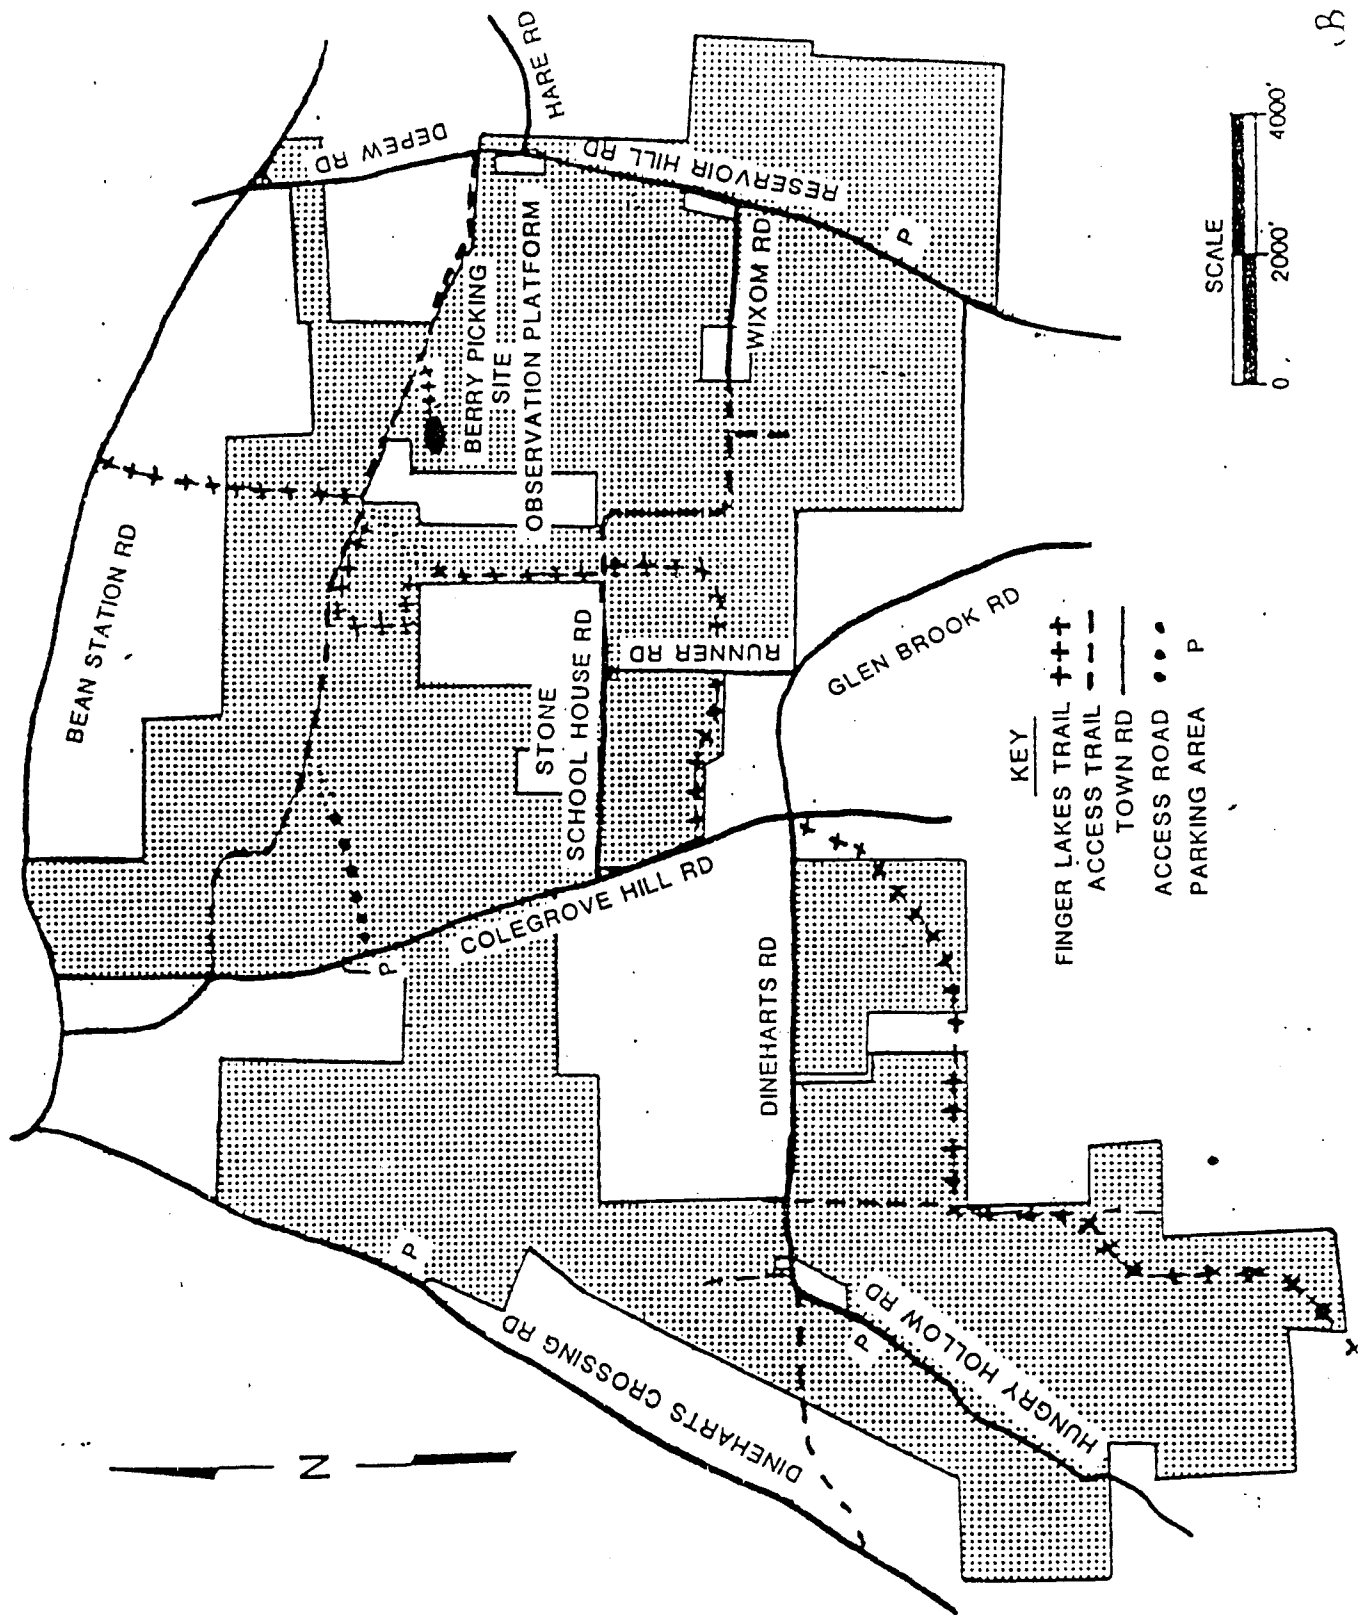 BEAN STATION RD
DEPEW RD
HARE RD
RESERVOIR HILL RD
P
BERRY PICKING
SITE
OBSERVATION PLATFORM
WIXOM RD
STONE
SCHOOL HOUSE RD
RUNNER RD
GLEN BROOK RD
COLEGROVE HILL RD
P
DINEHARTS RD
P
DINEHARTS CROSSING RD
HUNGRY HOLLOW RD
P
N
SCALE
0 2000' 4000'
KEY
FINGER LAKES TRAIL
ACCESS TRAIL
TOWN RD
ACCESS ROAD
PARKING AREA P